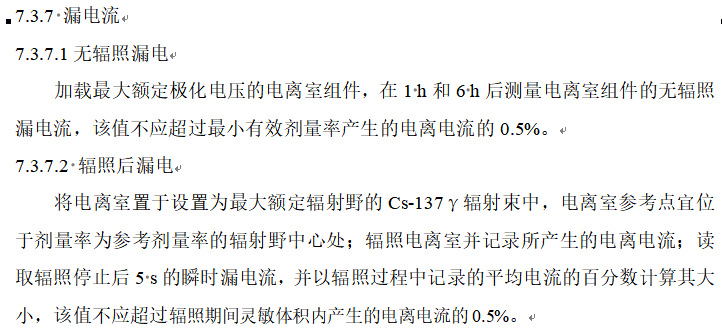 7.3.7 漏电流
7.3.7.1 无辐照漏电
加载最大额定极化电压的电离室组件，在 1 h 和 6 h 后测量电离室组件的无辐照
漏电流，该值不应超过最小有效剂量率产生的电离电流的 0.5%。
7.3.7.2 辐照后漏电
将电离室置于设置为最大额定辐射野的 Cs-137 γ 辐射束中，电离室参考点宜位
于剂量率为参考剂量率的辐射野中心处；辐照电离室并记录所产生的电离电流；读
取辐照停止后 5 s 的瞬时漏电流，并以辐照过程中记录的平均电流的百分数计算其大
小，该值不应超过辐照期间灵敏体积内产生的电离电流的 0.5%。